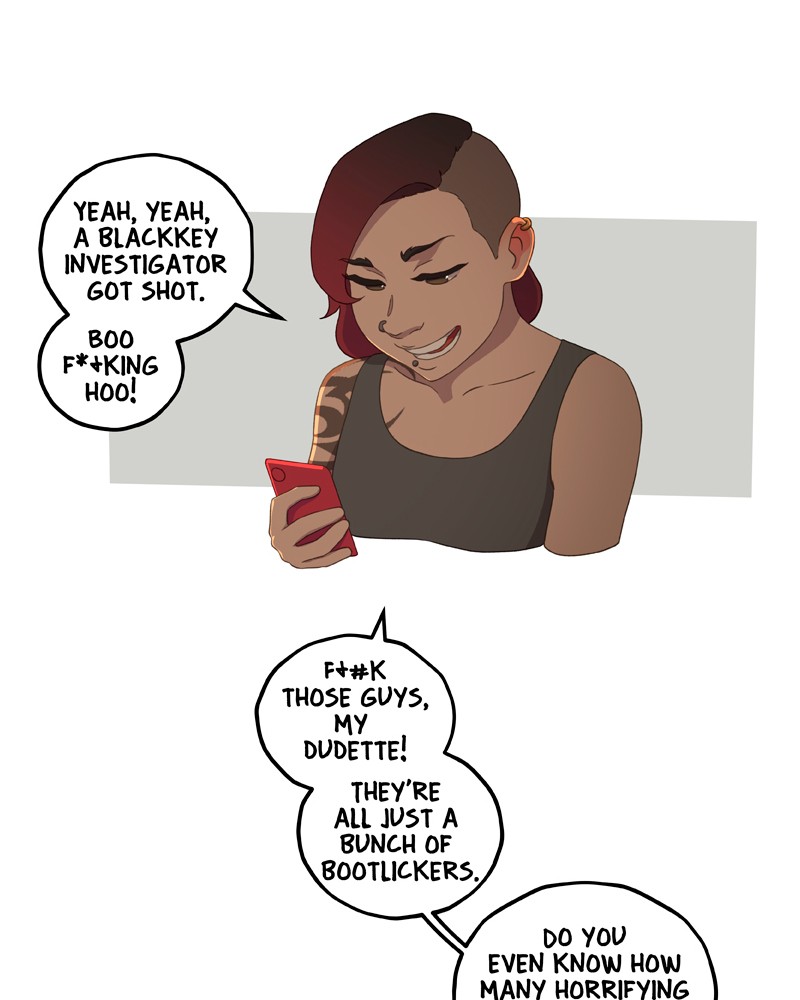 YEAH, YEAH,
A BLACKKEY
INVESTIGATOR
GOT SHOT.
BOO
F*&KING
HOO!
F&#K
THOSE GUYS,
MY
DUDETTE!
THEY'RE
ALL JUST A
BUNCH OF
BOOTLICKERS.
DO YOU
EVEN KNOW HOW
MANY HORRIFYING